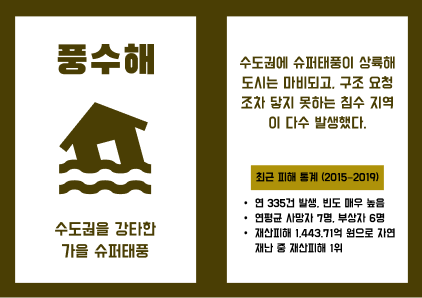 풍수해
수도권을 강타한
가을 슈퍼태풍
수도권에 슈퍼태풍이 상륙해
도시는 마비되고, 구조 요청
조차 닿지 못하는 침수 지역
이 다수 발생했다.
최근 피해 통계 (2015-2019)
• 연 335건 발생, 빈도 매우 높음
• 연평균 사망자 7명, 부상자 6명
• 재산피해 1,443.71억 원으로 자연
재난 중 재산피해 1위